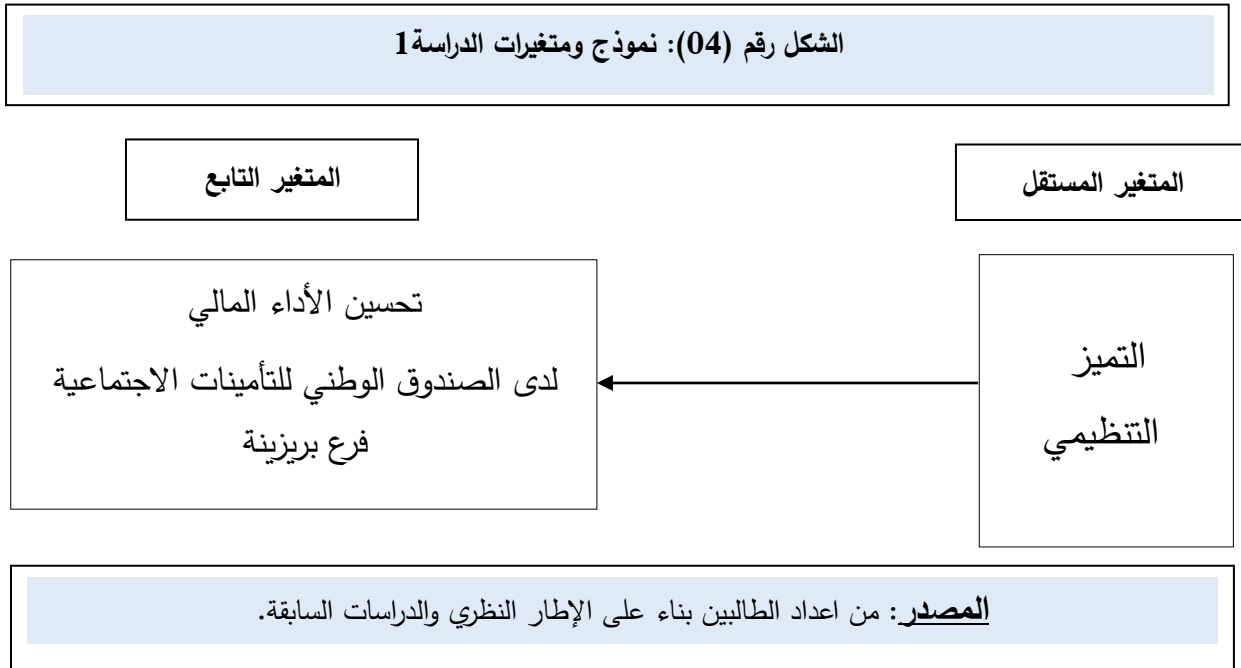 الشكل رقم (04): نموذج ومتغيرات الدراسة1
المتغير المستقل
المتغير التابع
التميز
التنظيمي
تحسين الأداء المالي
لدى الصندوق الوطني للتأمينات الاجتماعية
فرع بريزينة
المصدر: من اعداد الطالبين بناء على الإطار النظري والدراسات السابقة.